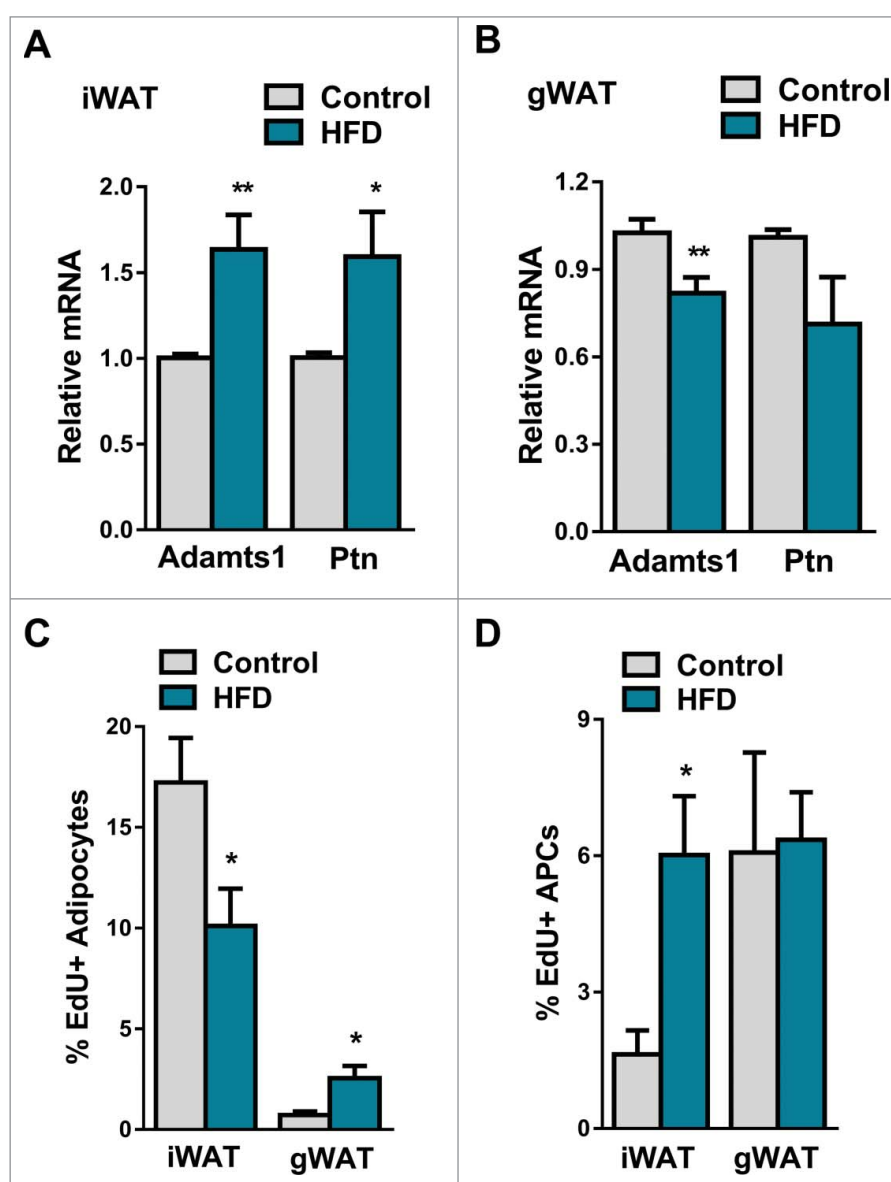 A
iWAT
Control
HFD
Relative mRNA
2.0
1.5
1.0
0.5
0.0
**
*
Adamts1
Ptn
B
gWAT
Control
HFD
Relative mRNA
1.2
0.9
0.6
0.3
0.0
**
Adamts1
Ptn
C
Control
HFD
% EdU+ Adipocytes
20
15
10
5
0
*
*
iWAT
gWAT
D
Control
HFD
% EdU+ APCs
9
6
3
0
*
iWAT
gWAT